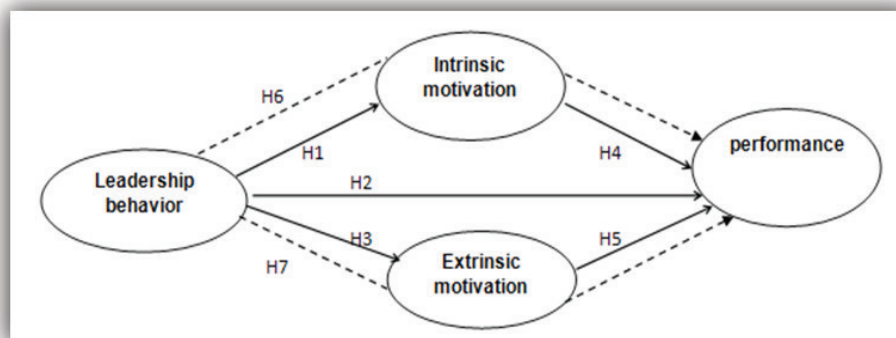 Intrinsic
motivation
H6
H1
H4
performance
Leadership
behavior
H2
H3
H5
H7
Extrinsic
motivation